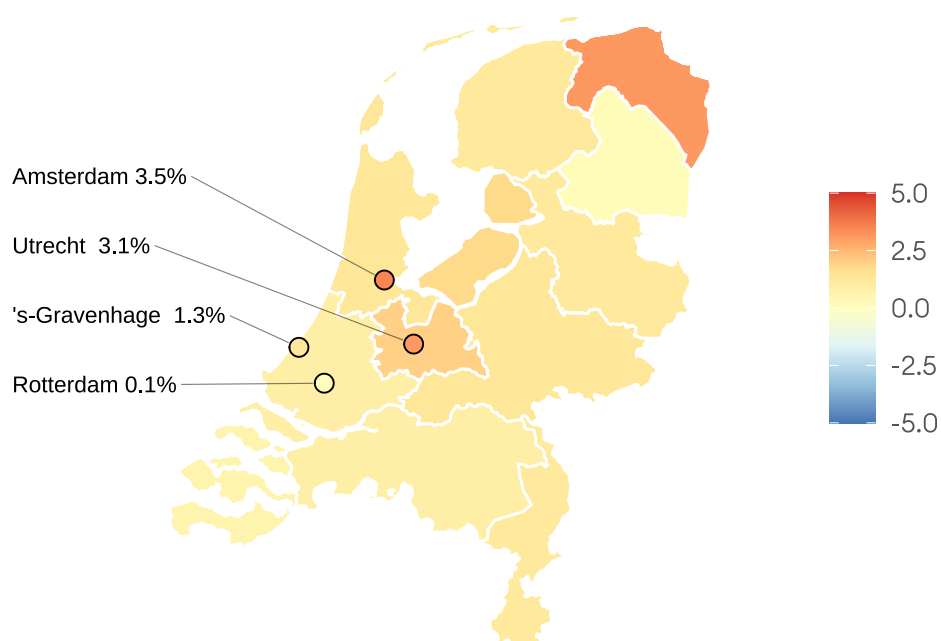 Amsterdam 3.5%
Utrecht  3.1%
's-Gravenhage  1.3%
Rotterdam 0.1%
5.0
2.5
0.0
-2.5
-5.0